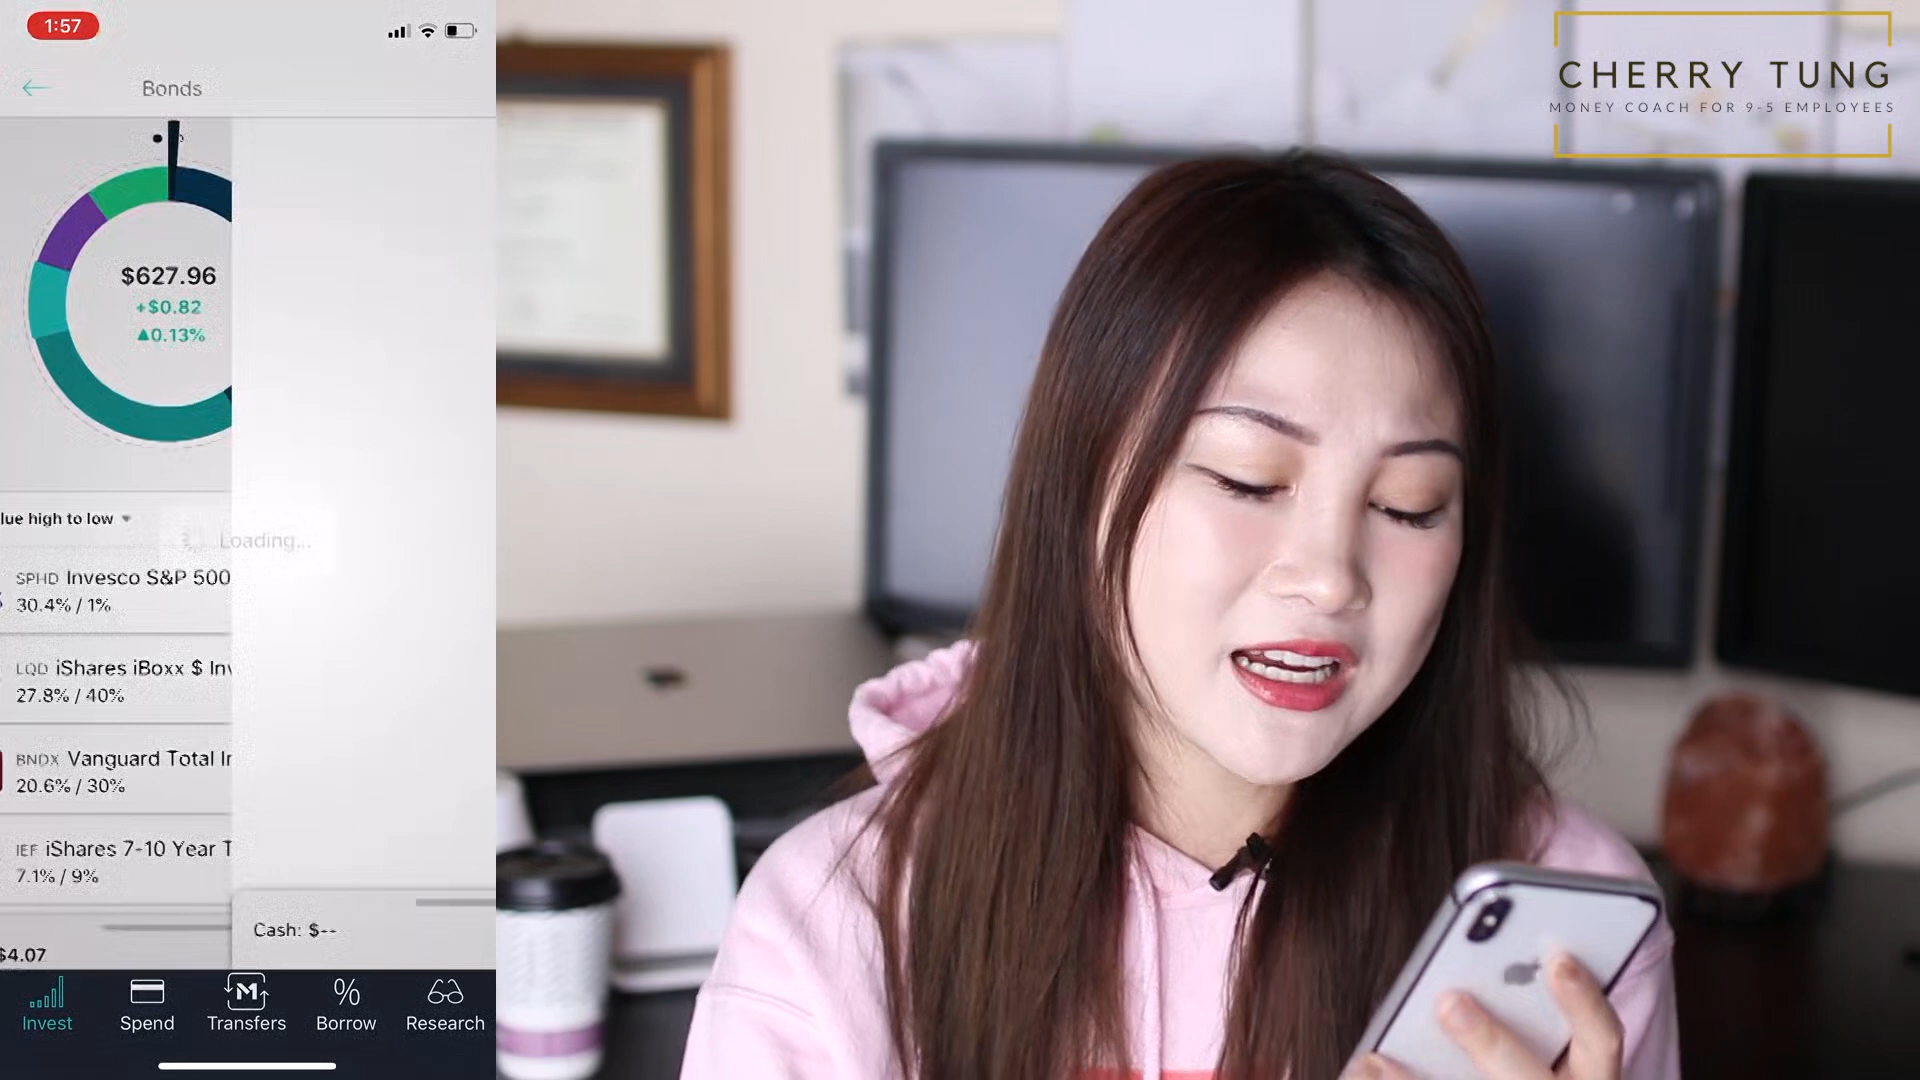 1:57
Bonds
$627.96
+$0.82
▲0.13%
lue high to low
Loading...
SPHD Invesco S&P 500
30.4% / 1%
LQD iShares iBoxx $ Inv
27.8% / 40%
BNDX Vanguard Total Ir
20.6% / 30%
IEF iShares 7-10 Year T
7.1% / 9%
Cash: $--
$4.07
Invest
Spend
Transfers
Borrow
Research
CHERRY TUNG
MONEY COACH FOR 9-5 EMPLOYEES